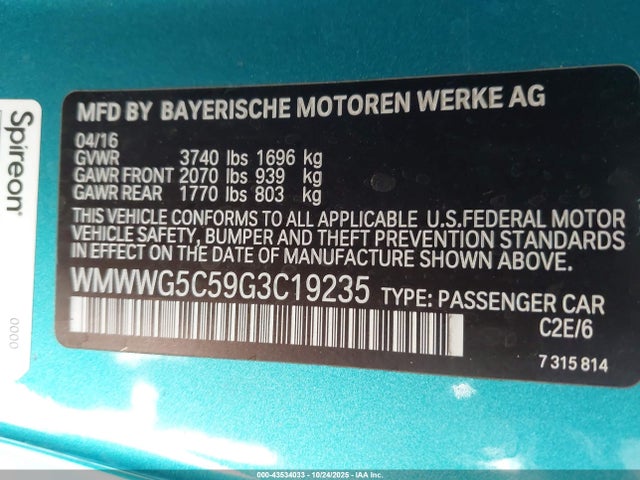 MFD BY BAYERISCHE MOTOREN WERKE AG
04/16
GVWR 3740 lbs 1696 kg
GAWR FRONT 2070 lbs 939 kg
GAWR REAR 1770 lbs 803 kg
THIS VEHICLE CONFORMS TO ALL APPLICABLE U.S.FEDERAL MOTOR
VEHICLE SAFETY, BUMPER AND THEFT PREVENTION STANDARDS
IN EFFECT ON THE DATE OF MANUFACTURE SHOWN ABOVE.
WMWWG5C59G3C19235 TYPE: PASSENGER CAR
C2E/6
7 315 814
Spireon
0000
000-43534033 - 10/24/2025 - IAA, Inc.